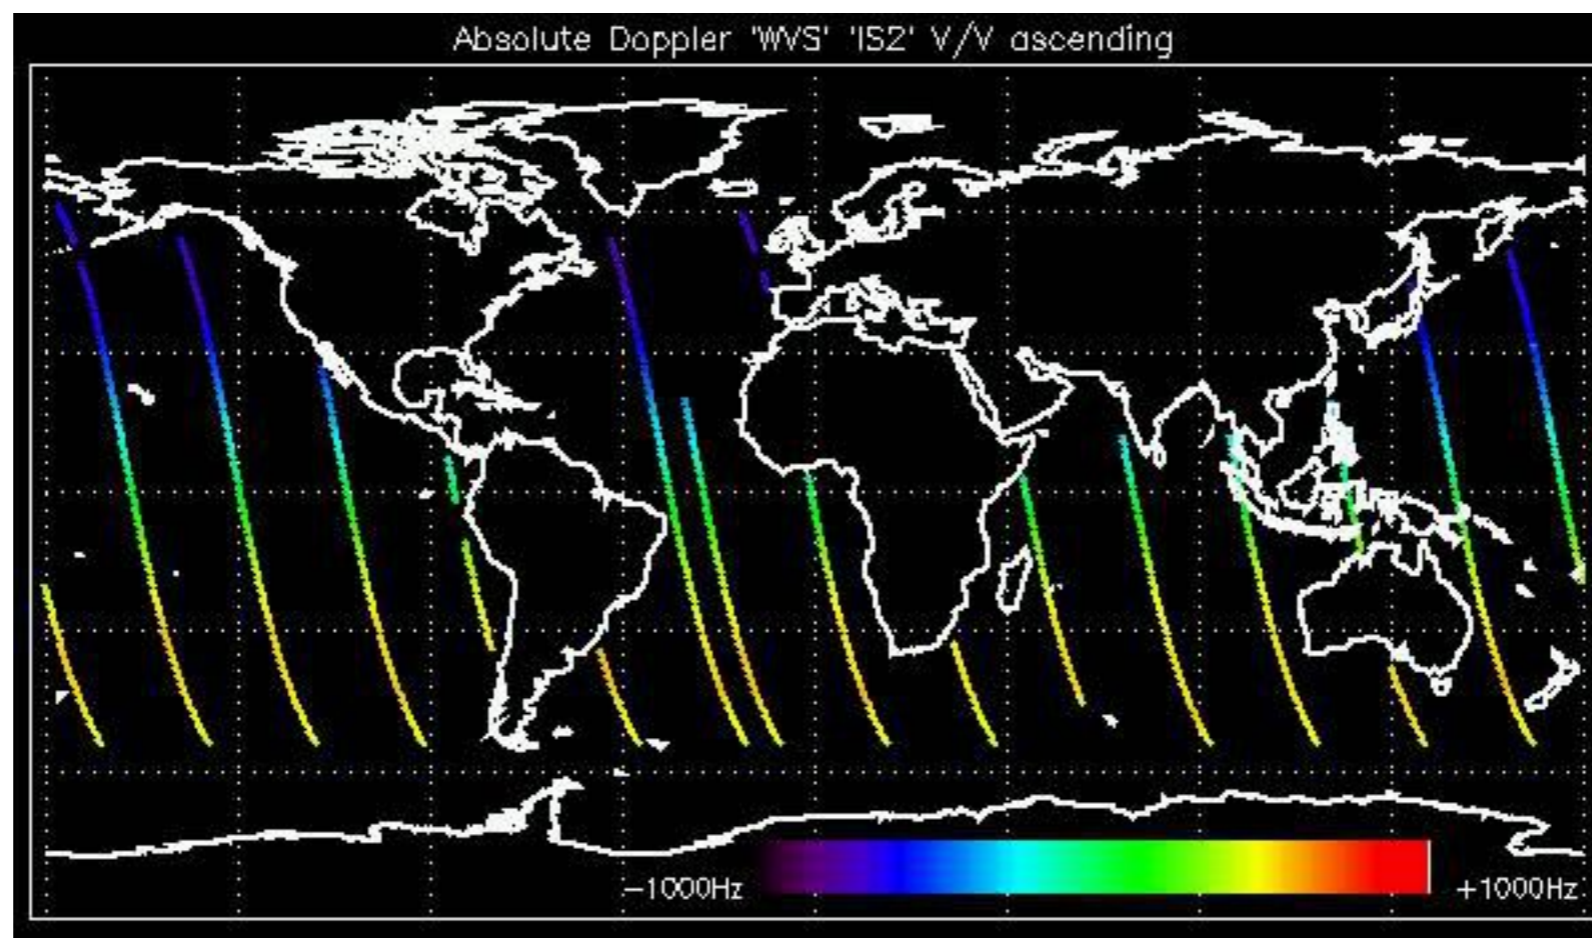 Absolute Doppler 'WVS' 'IS2' V/V ascending
-1000Hz +1000Hz